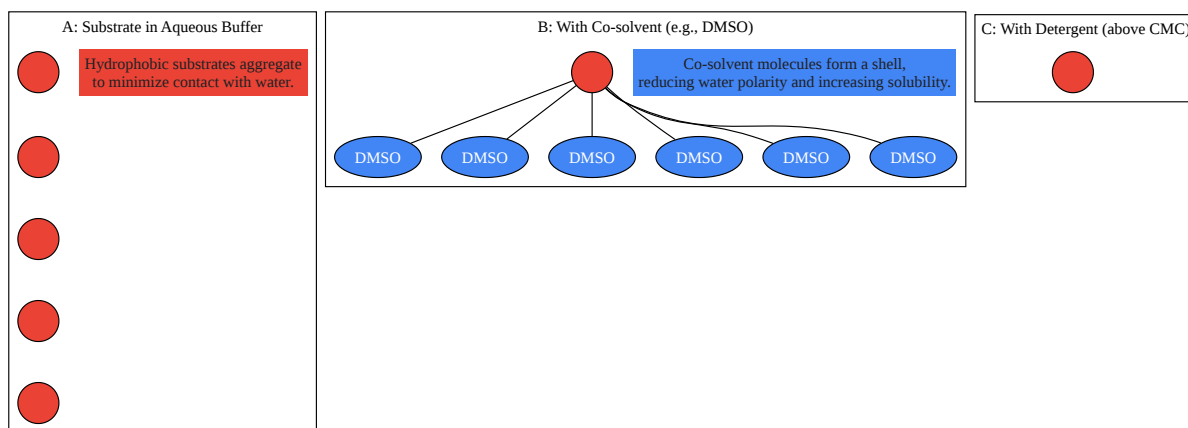 A: Substrate in Aqueous Buffer
Hydrophobic substrates aggregate
to minimize contact with water.
B: With Co-solvent (e.g., DMSO)
Co-solvent molecules form a shell,
reducing water polarity and increasing solubility.
DMSO DMSO DMSO DMSO DMSO DMSO
C: With Detergent (above CMC)